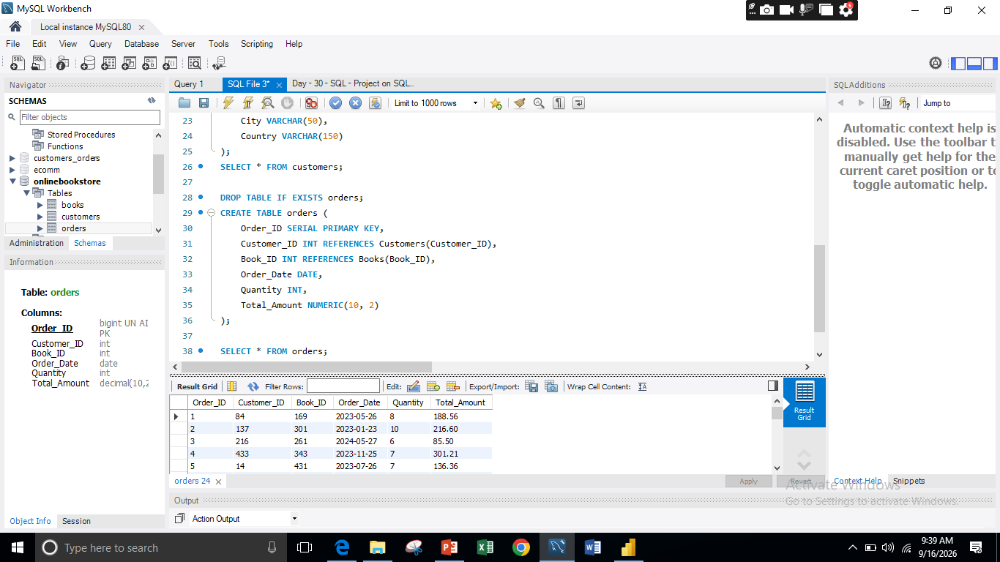 MySQL Workbench
5
Local instance MySQL80
File Edit View Query Database Server Tools Scripting Help
Navigator
SCHEMAS
Filter objects
Stored Procedures
Functions
customers_orders
ecomm
onlinebookstore
Tables
books
customers
orders
Administration Schemas
Information
Table: orders
Columns:
Order_ID bigint UN AI
PK
Customer_ID int
Book_ID int
Order_Date date
Quantity int
Total_Amount decimal(10,2
Object Info Session
Query 1 SQL File 3* Day - 30 - SQL - Project on SQL...
Limit to 1000 rows
23 City VARCHAR(50),
24 Country VARCHAR(150)
25 );
26 SELECT * FROM customers;
27
28 DROP TABLE IF EXISTS orders;
29 CREATE TABLE orders (
30 Order_ID SERIAL PRIMARY KEY,
31 Customer_ID INT REFERENCES Customers(Customer_ID),
32 Book_ID INT REFERENCES Books(Book_ID),
33 Order_Date DATE,
34 Quantity INT,
35 Total_Amount NUMERIC(10, 2)
36 );
37
38 SELECT * FROM orders;
Result Grid Filter Rows: Edit: Export/Import: Wrap Cell Content:
Order_ID Customer_ID Book_ID Order_Date Quantity Total_Amount
1 84 169 2023-05-26 8 188.56
2 137 301 2023-01-23 10 216.60
3 216 261 2024-05-27 6 85.50
4 433 343 2023-11-25 7 301.21
5 14 431 2023-07-26 7 136.36
Result
Grid
orders 24 Apply Revert
Output
Action Output
SQLAdditions
Jump to
Automatic context help is
disabled. Use the toolbar t
manually get help for the
current caret position or to
toggle automatic help.
Context Help Snippets
Activate Windows
Go to Settings to activate Windows.
Type here to search
9:39 AM
9/16/2026